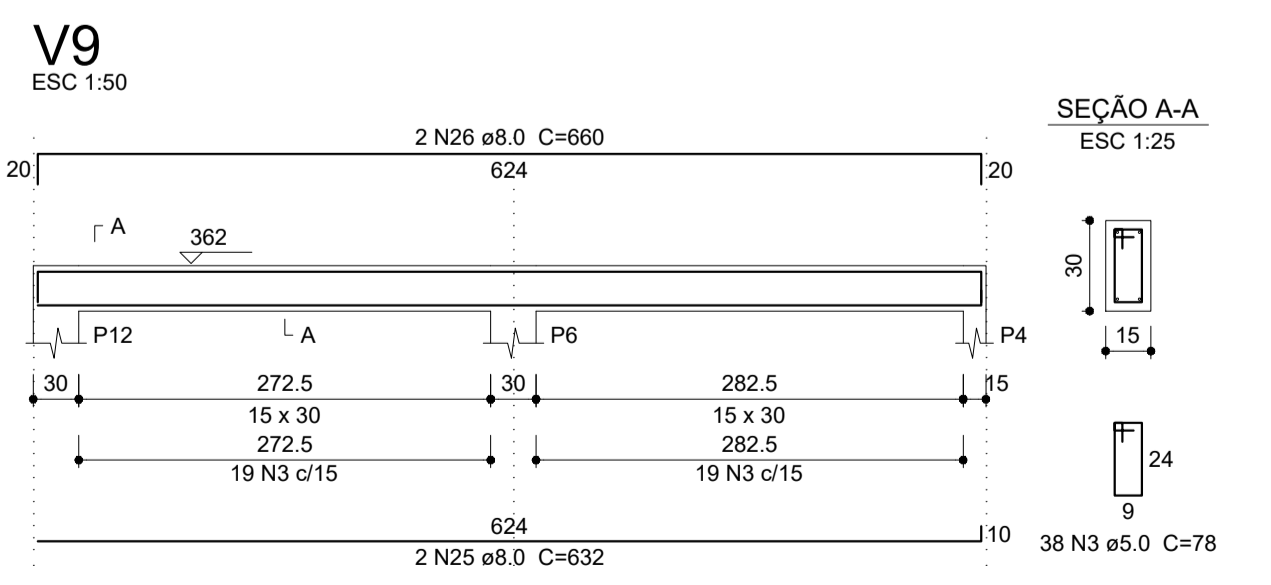 V9
ESC 1:50
SEÇÃO A-A
ESC 1:25
2 N26 ø8.0 C=660
20 624 20
A
362
30
P12 A P6 P4
15
30 272.5 30 282.5 15
15 x 30 15 x 30
272.5 282.5
19 N3 c/15 19 N3 c/15
24
9
624 10
2 N25 ø8.0 C=632
38 N3 ø5.0 C=78